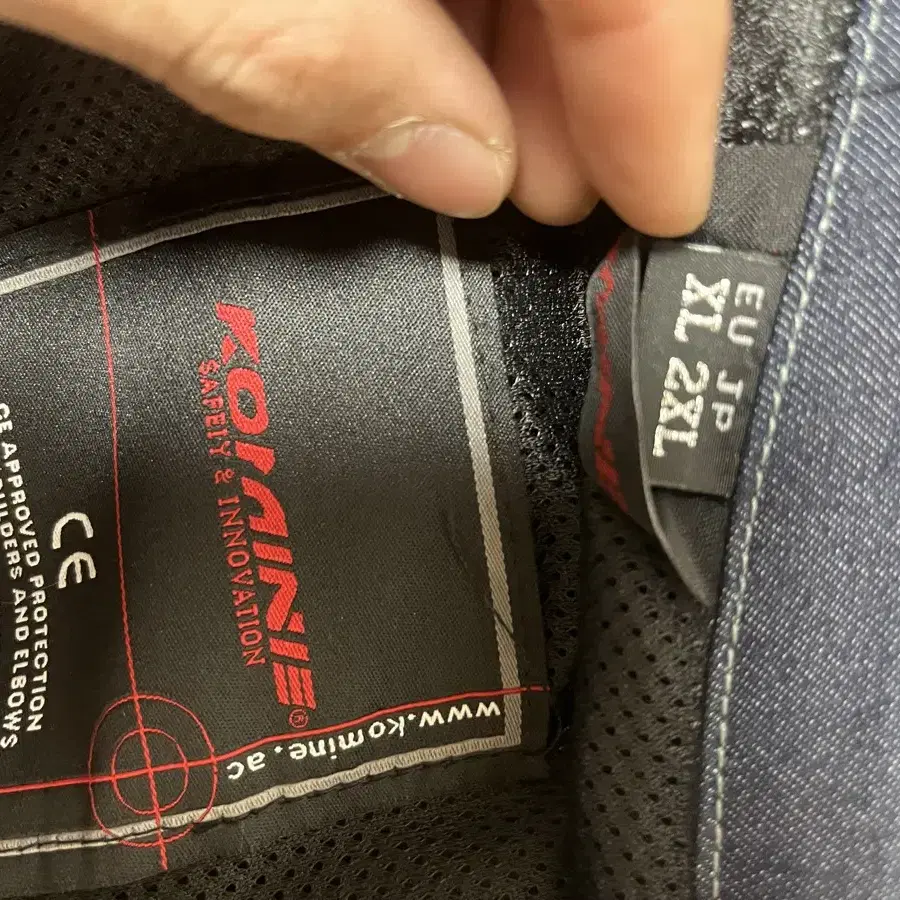 KOMINE®
SAFETY & INNOVATION
www.komine.ac
CE
CE APPROVED PROTECTION
SHOULDERS AND ELBOWS
EU JP
XL 2XL